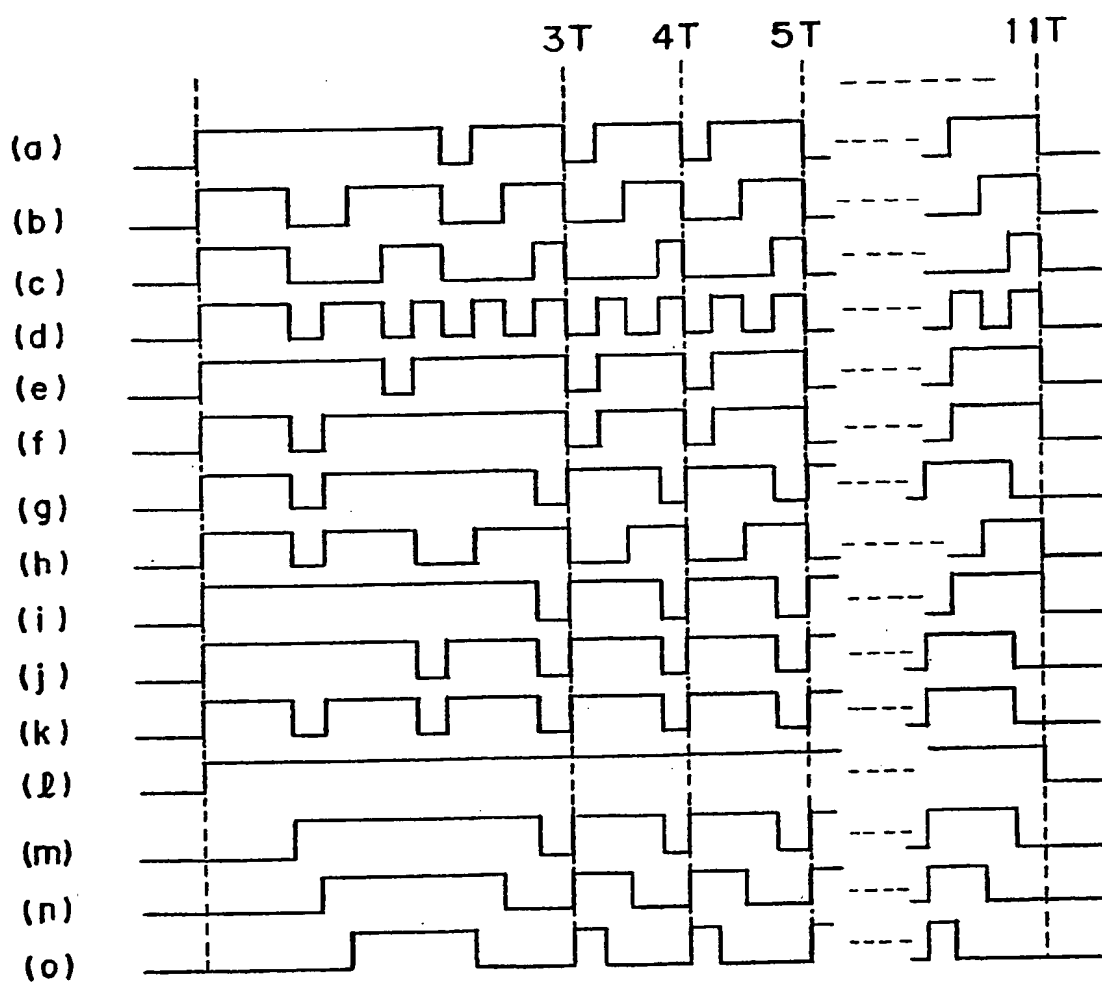 3T 4T 5T 11T
(a)
(b)
(c)
(d)
(e)
(f)
(g)
(h)
(i)
(j)
(k)
(ℓ)
(m)
(n)
(o)